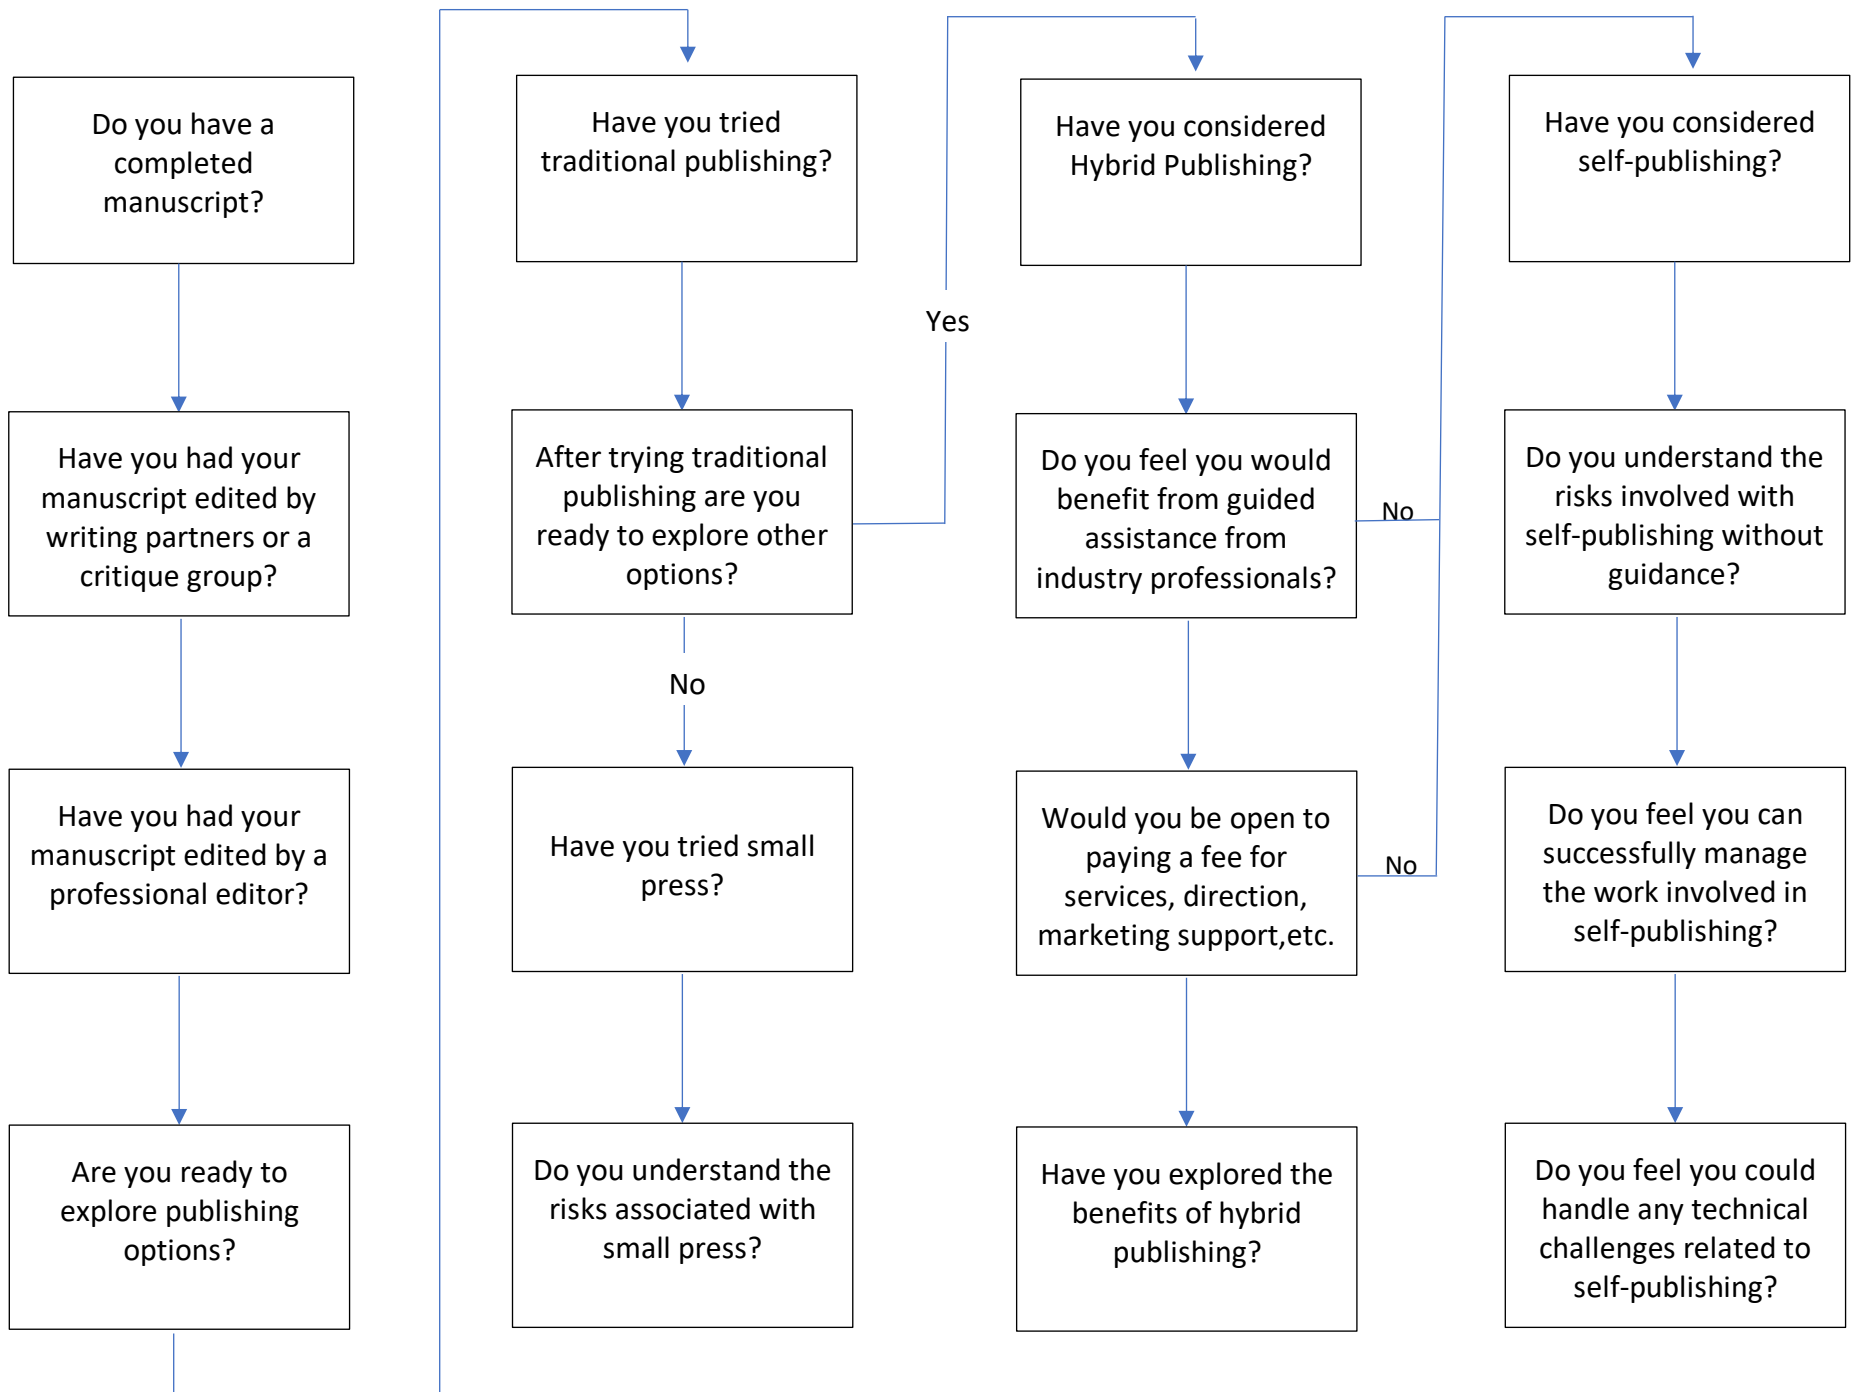 Do you have a
completed
manuscript?
Have you had your
manuscript edited by
writing partners or a
critique group?
Have you had your
manuscript edited by a
professional editor?
Are you ready to
explore publishing
options?
Have you tried
traditional publishing?
After trying traditional
publishing are you
ready to explore other
options?
Yes
No
Have you tried small
press?
Do you understand the
risks associated with
small press?
Have you considered
Hybrid Publishing?
Do you feel you would
benefit from guided
assistance from
industry professionals?
No
Would you be open to
paying a fee for
services, direction,
marketing support,etc.
No
Have you explored the
benefits of hybrid
publishing?
Have you considered
self-publishing?
Do you understand the
risks involved with
self-publishing without
guidance?
Do you feel you can
successfully manage
the work involved in
self-publishing?
Do you feel you could
handle any technical
challenges related to
self-publishing?